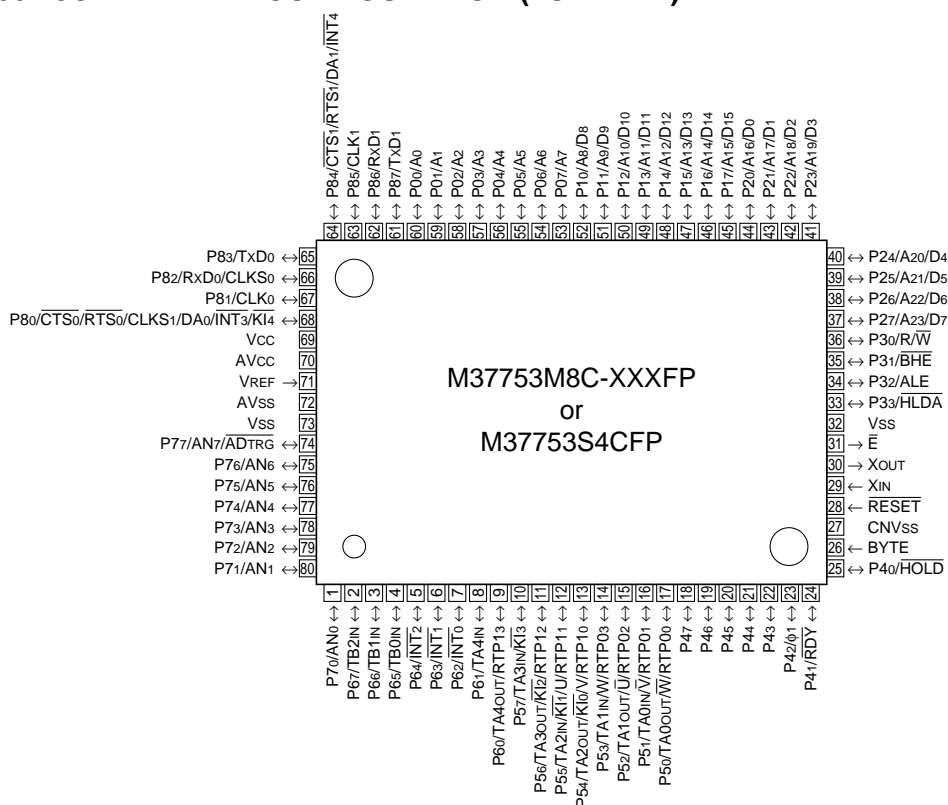 64 ↔ P84/CTS1/RTS1/DA1/INT4
63 ↔ P85/CLK1
62 ↔ P86/RXD1
61 ↔ P87/TXD1
60 ↔ P00/A0
59 ↔ P01/A1
58 ↔ P02/A2
57 ↔ P03/A3
56 ↔ P04/A4
55 ↔ P05/A5
54 ↔ P06/A6
53 ↔ P07/A7
52 ↔ P10/A8/D8
51 ↔ P11/A9/D9
50 ↔ P12/A10/D10
49 ↔ P13/A11/D11
48 ↔ P14/A12/D12
47 ↔ P15/A13/D13
46 ↔ P16/A14/D14
45 ↔ P17/A15/D15
44 ↔ P20/A16/D0
43 ↔ P21/A17/D1
42 ↔ P22/A18/D2
41 ↔ P23/A19/D3
P83/TXD0 ↔ 65
P82/RXD0/CLKS0 ↔ 66
P81/CLK0 ↔ 67
P80/CTS0/RTS0/CLKS1/DA0/INT3/KI4 ↔ 68
VCC 69
AVCC 70
VREF → 71
AVSS 72
VSS 73
P77/AN7/ADTRG ↔ 74
P76/AN6 ↔ 75
P75/AN5 ↔ 76
P74/AN4 ↔ 77
P73/AN3 ↔ 78
P72/AN2 ↔ 79
P71/AN1 ↔ 80
M37753M8C-XXXFP
or
M37753S4CFP
40 ↔ P24/A20/D4
39 ↔ P25/A21/D5
38 ↔ P26/A22/D6
37 ↔ P27/A23/D7
36 ↔ P30/R/W
35 ↔ P31/BHE
34 ↔ P32/ALE
33 ↔ P33/HLDA
32 VSS
31 → E
30 → XOUT
29 ← XIN
28 ← RESET
27 CNVSS
26 ← BYTE
25 ↔ P40/HOLD
P70/AN0 ↔ 1
P67/TB2IN ↔ 2
P66/TB1IN ↔ 3
P65/TB0IN ↔ 4
P64/INT2 ↔ 5
P63/INT1 ↔ 6
P62/INT0 ↔ 7
P61/TA4IN ↔ 8
P60/TA4OUT/RTP13 ↔ 9
P57/TA3IN/KI3 ↔ 10
P56/TA3OUT/KI2/RTP12 ↔ 11
P55/TA2IN/KI1/U/RTP11 ↔ 12
P54/TA2OUT/KI0/V/RTP10 ↔ 13
P53/TA1IN/W/RTP03 ↔ 14
P52/TA1OUT/U/RTP02 ↔ 15
P51/TA0IN/V/RTP01 ↔ 16
P50/TA0OUT/W/RTP00 ↔ 17
P47 ↔ 18
P46 ↔ 19
P45 ↔ 20
P44 ↔ 21
P43 ↔ 22
P42/ϕ1 ↔ 23
P41/RDY ↔ 24